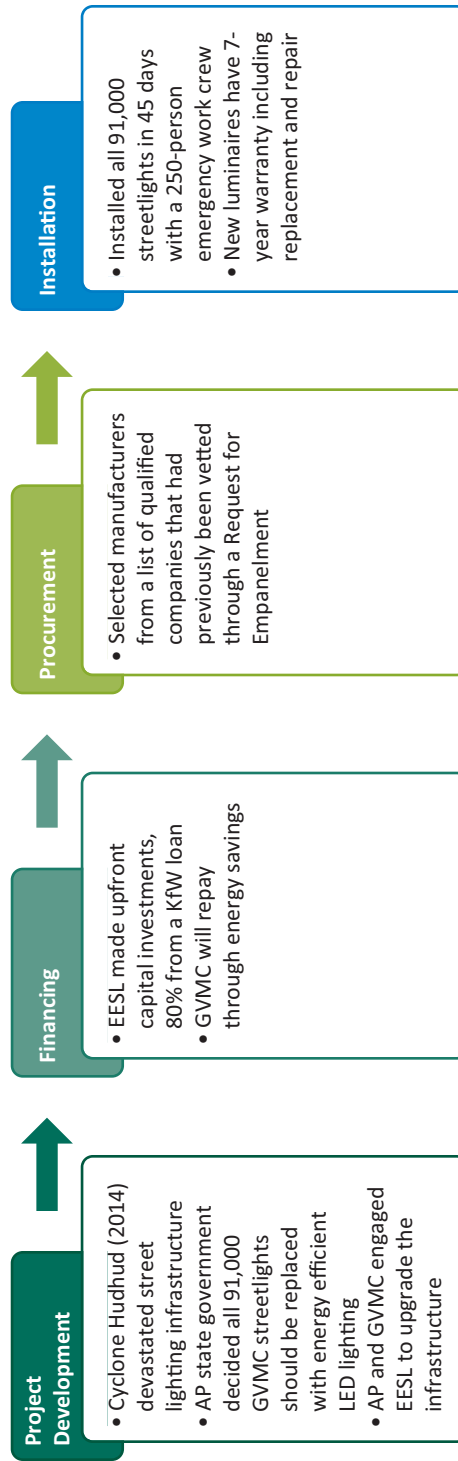 Project
Development
• Cyclone Hudhud (2014)
devastated street
lighting infrastructure
• AP state government
decided all 91,000
GVMC streetlights
should be replaced
with energy efficient
LED lighting
• AP and GVMC engaged
EESL to upgrade the
infrastructure
Financing
• EESL made upfront
capital investments,
80% from a KfW loan
• GVMC will repay
through energy savings
Procurement
• Selected manufacturers
from a list of qualified
companies that had
previously been vetted
through a Request for
Empanelment
Installation
• Installed all 91,000
streetlights in 45 days
with a 250-person
emergency work crew
• New luminaires have 7-
year warranty including
replacement and repair